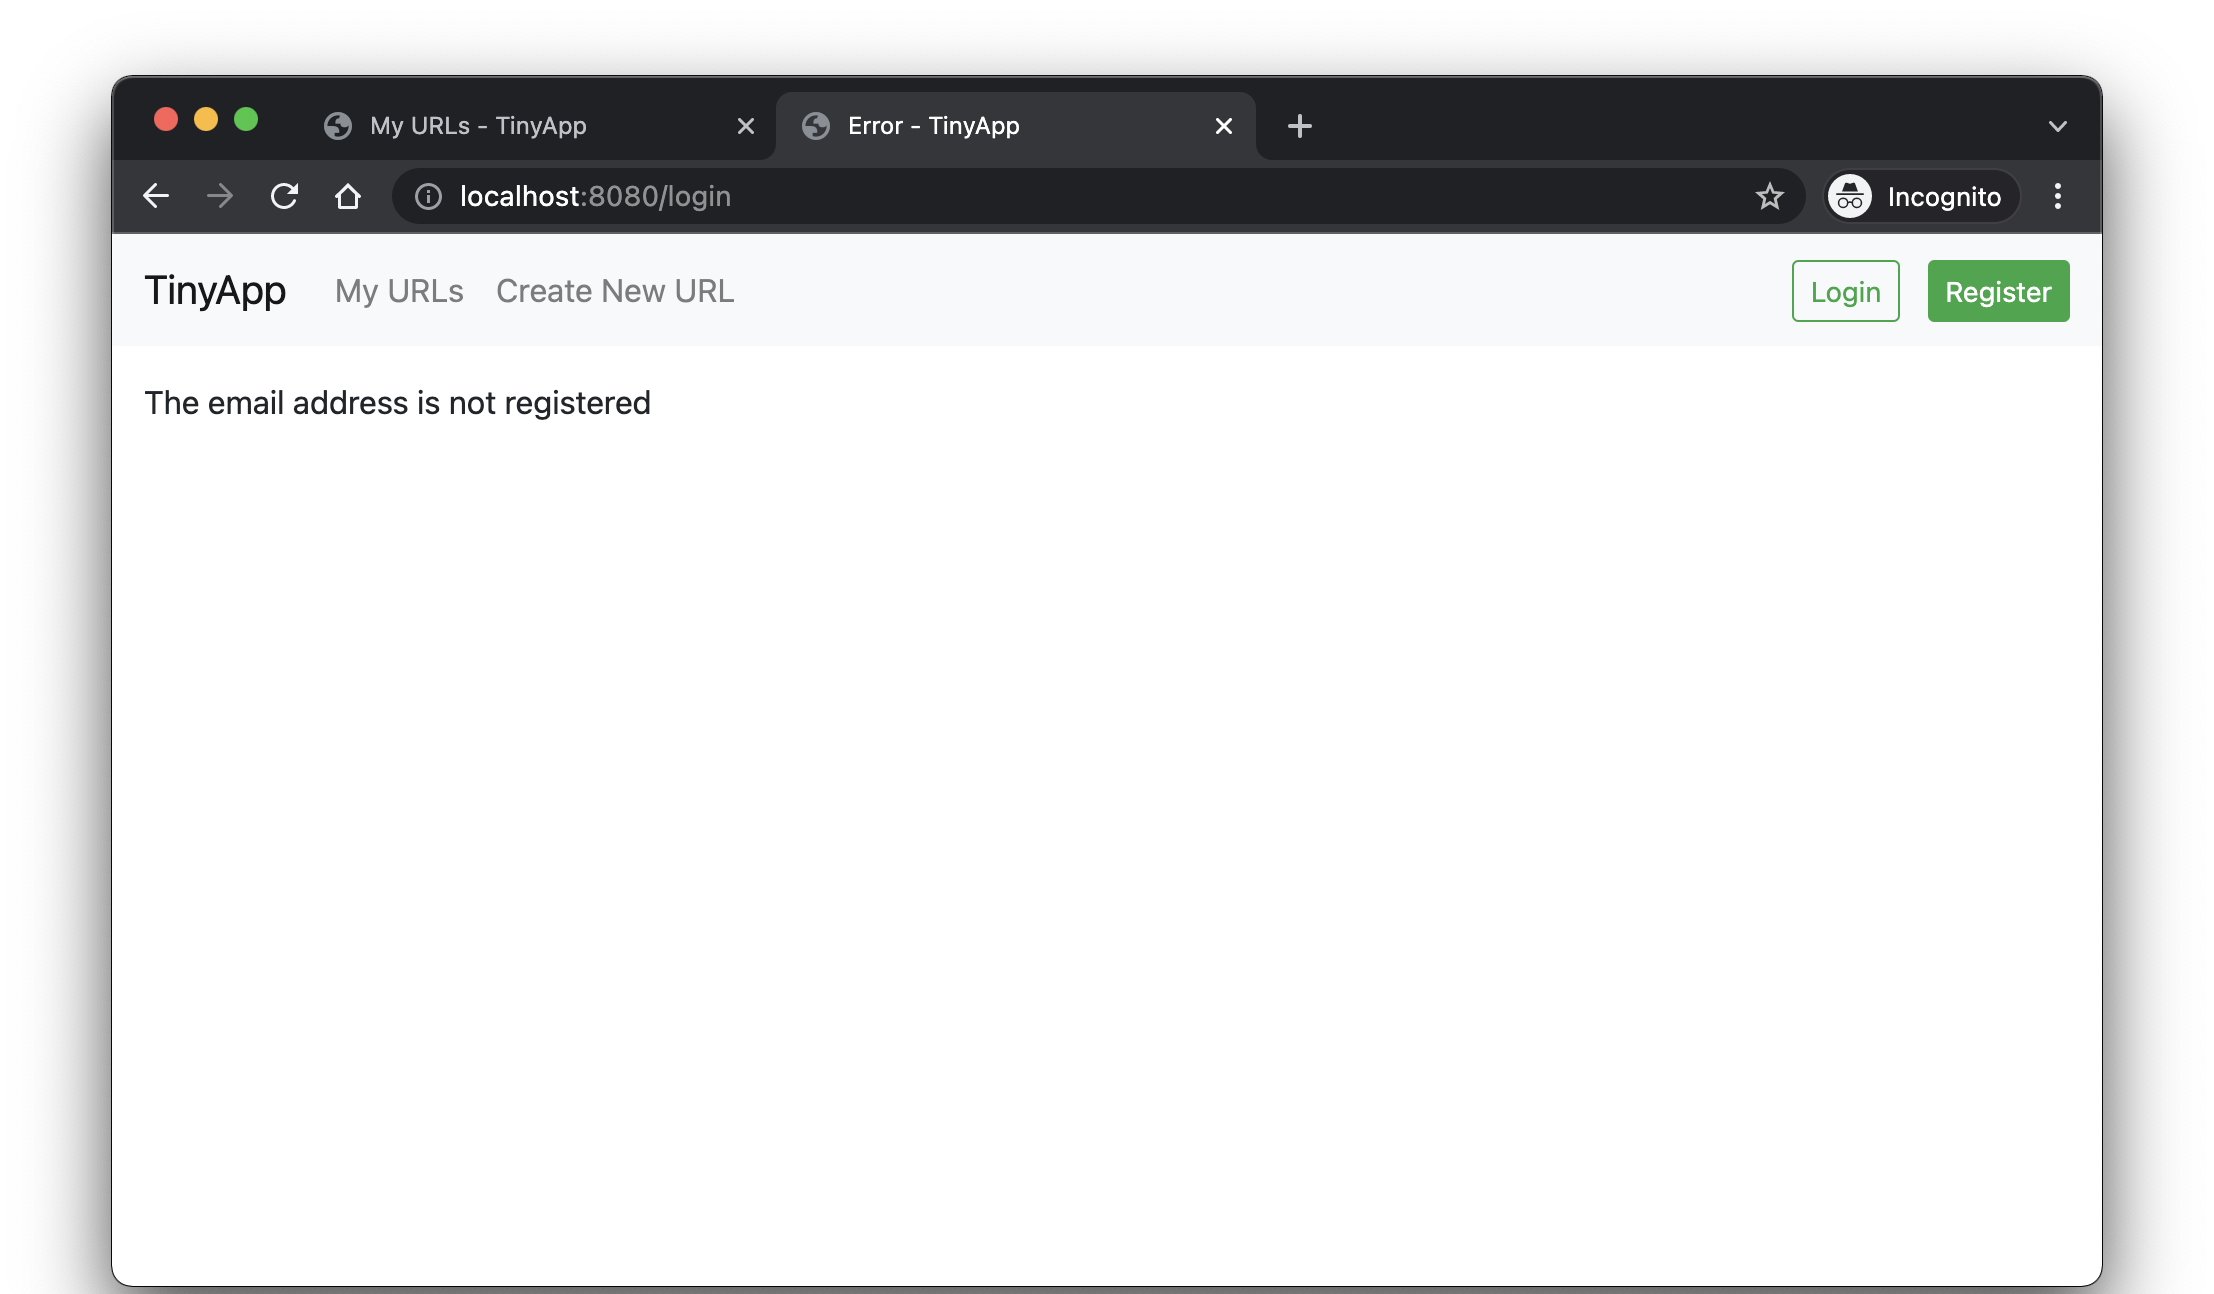 My URLs - TinyApp
Error - TinyApp
localhost:8080/login
Incognito
TinyApp My URLs Create New URL Login Register
The email address is not registered